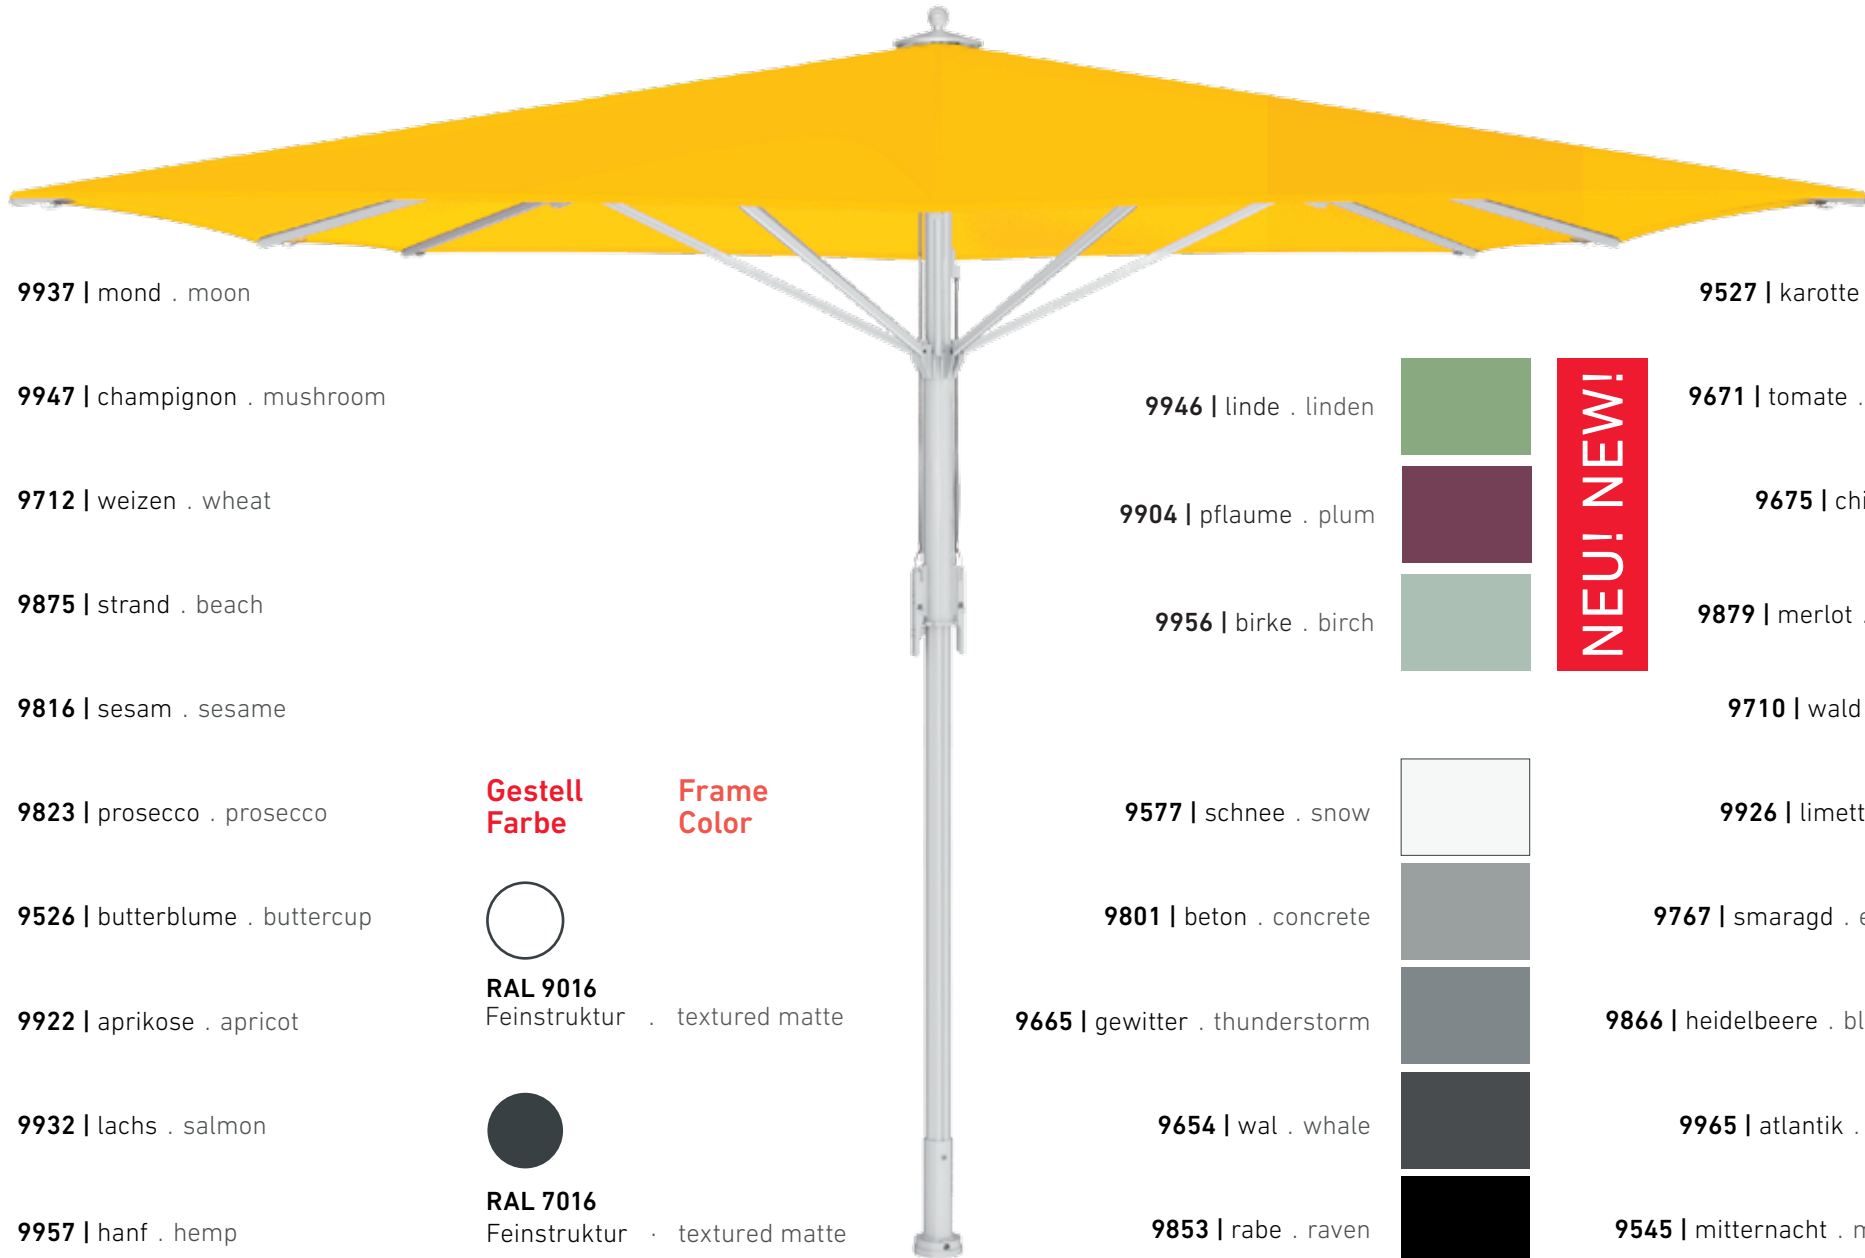 9937 | mond . moon
9947 | champignon . mushroom
9712 | weizen . wheat
9875 | strand . beach
9816 | sesam . sesame
9823 | prosecco . prosecco
9526 | butterblume . buttercup
9922 | aprikose . apricot
9932 | lachs . salmon
9957 | hanf . hemp
Gestell Frame
Farbe Color
RAL 9016
Feinstruktur . textured matte
RAL 7016
Feinstruktur · textured matte
9946 | linde . linden
9904 | pflaume . plum
9956 | birke . birch
NEU! NEW!
9577 | schnee . snow
9801 | beton . concrete
9665 | gewitter . thunderstorm
9654 | wal . whale
9853 | rabe . raven
9527 | karotte
9671 | tomate .
9675 |
9879 | merlot .
9710 | wald
9926 |
9767 | smaragd .
9866 | heidelbeere .
9965 | atlantik .
9545 | mitternacht .